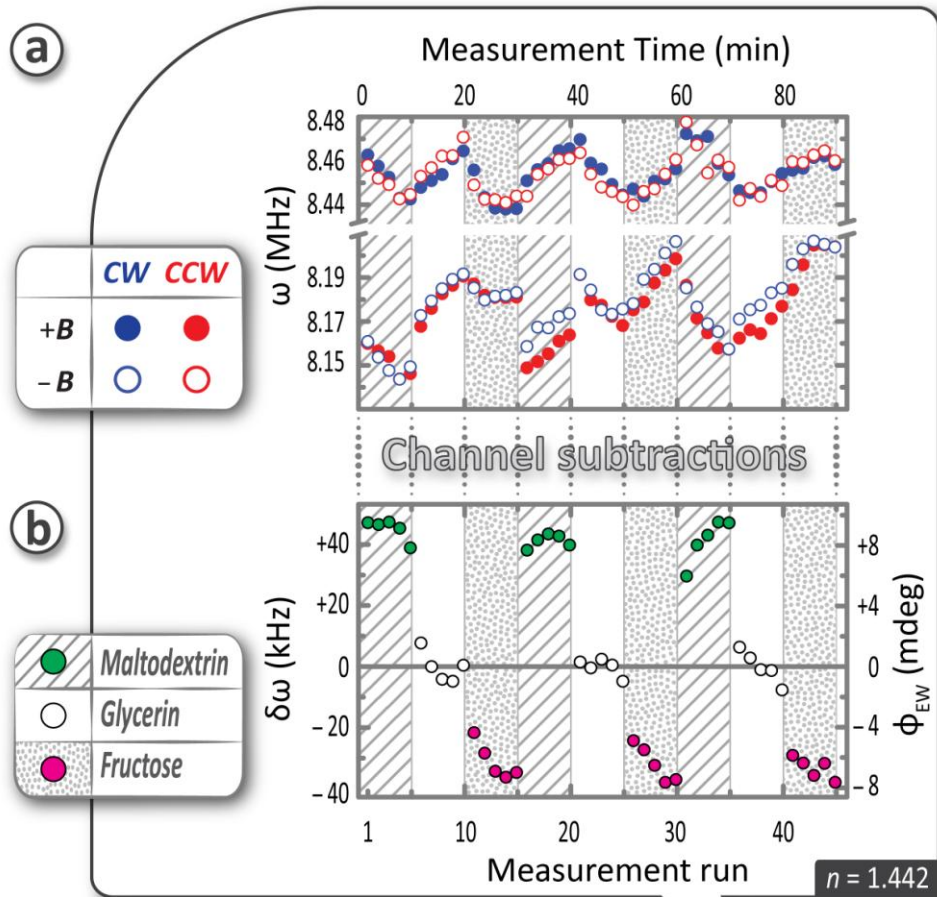 a
Measurement Time (min)
0 20 40 60 80
8.48
8.46
8.44
8.19
8.17
8.15
ω (MHz)
CW CCW
+B
−B
Channel subtractions
b
+40
+20
0
−20
−40
δω (kHz)
+8
+4
0
−4
−8
ϕEW (mdeg)
Maltodextrin
Glycerin
Fructose
1 10 20 30 40
Measurement run
n = 1.442